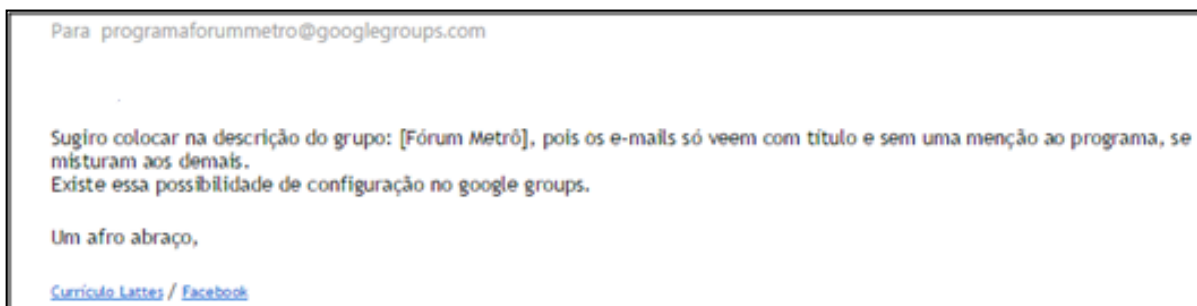 Para programaforummetro@googlegroups.com
Sugiro colocar na descrição do grupo: [Fórum Metrô], pois os e-mails só veem com título e sem uma menção ao programa, se
misturam aos demais.
Existe essa possibilidade de configuração no google groups.
Um afro abraço,
Currículo Lattes / Facebook